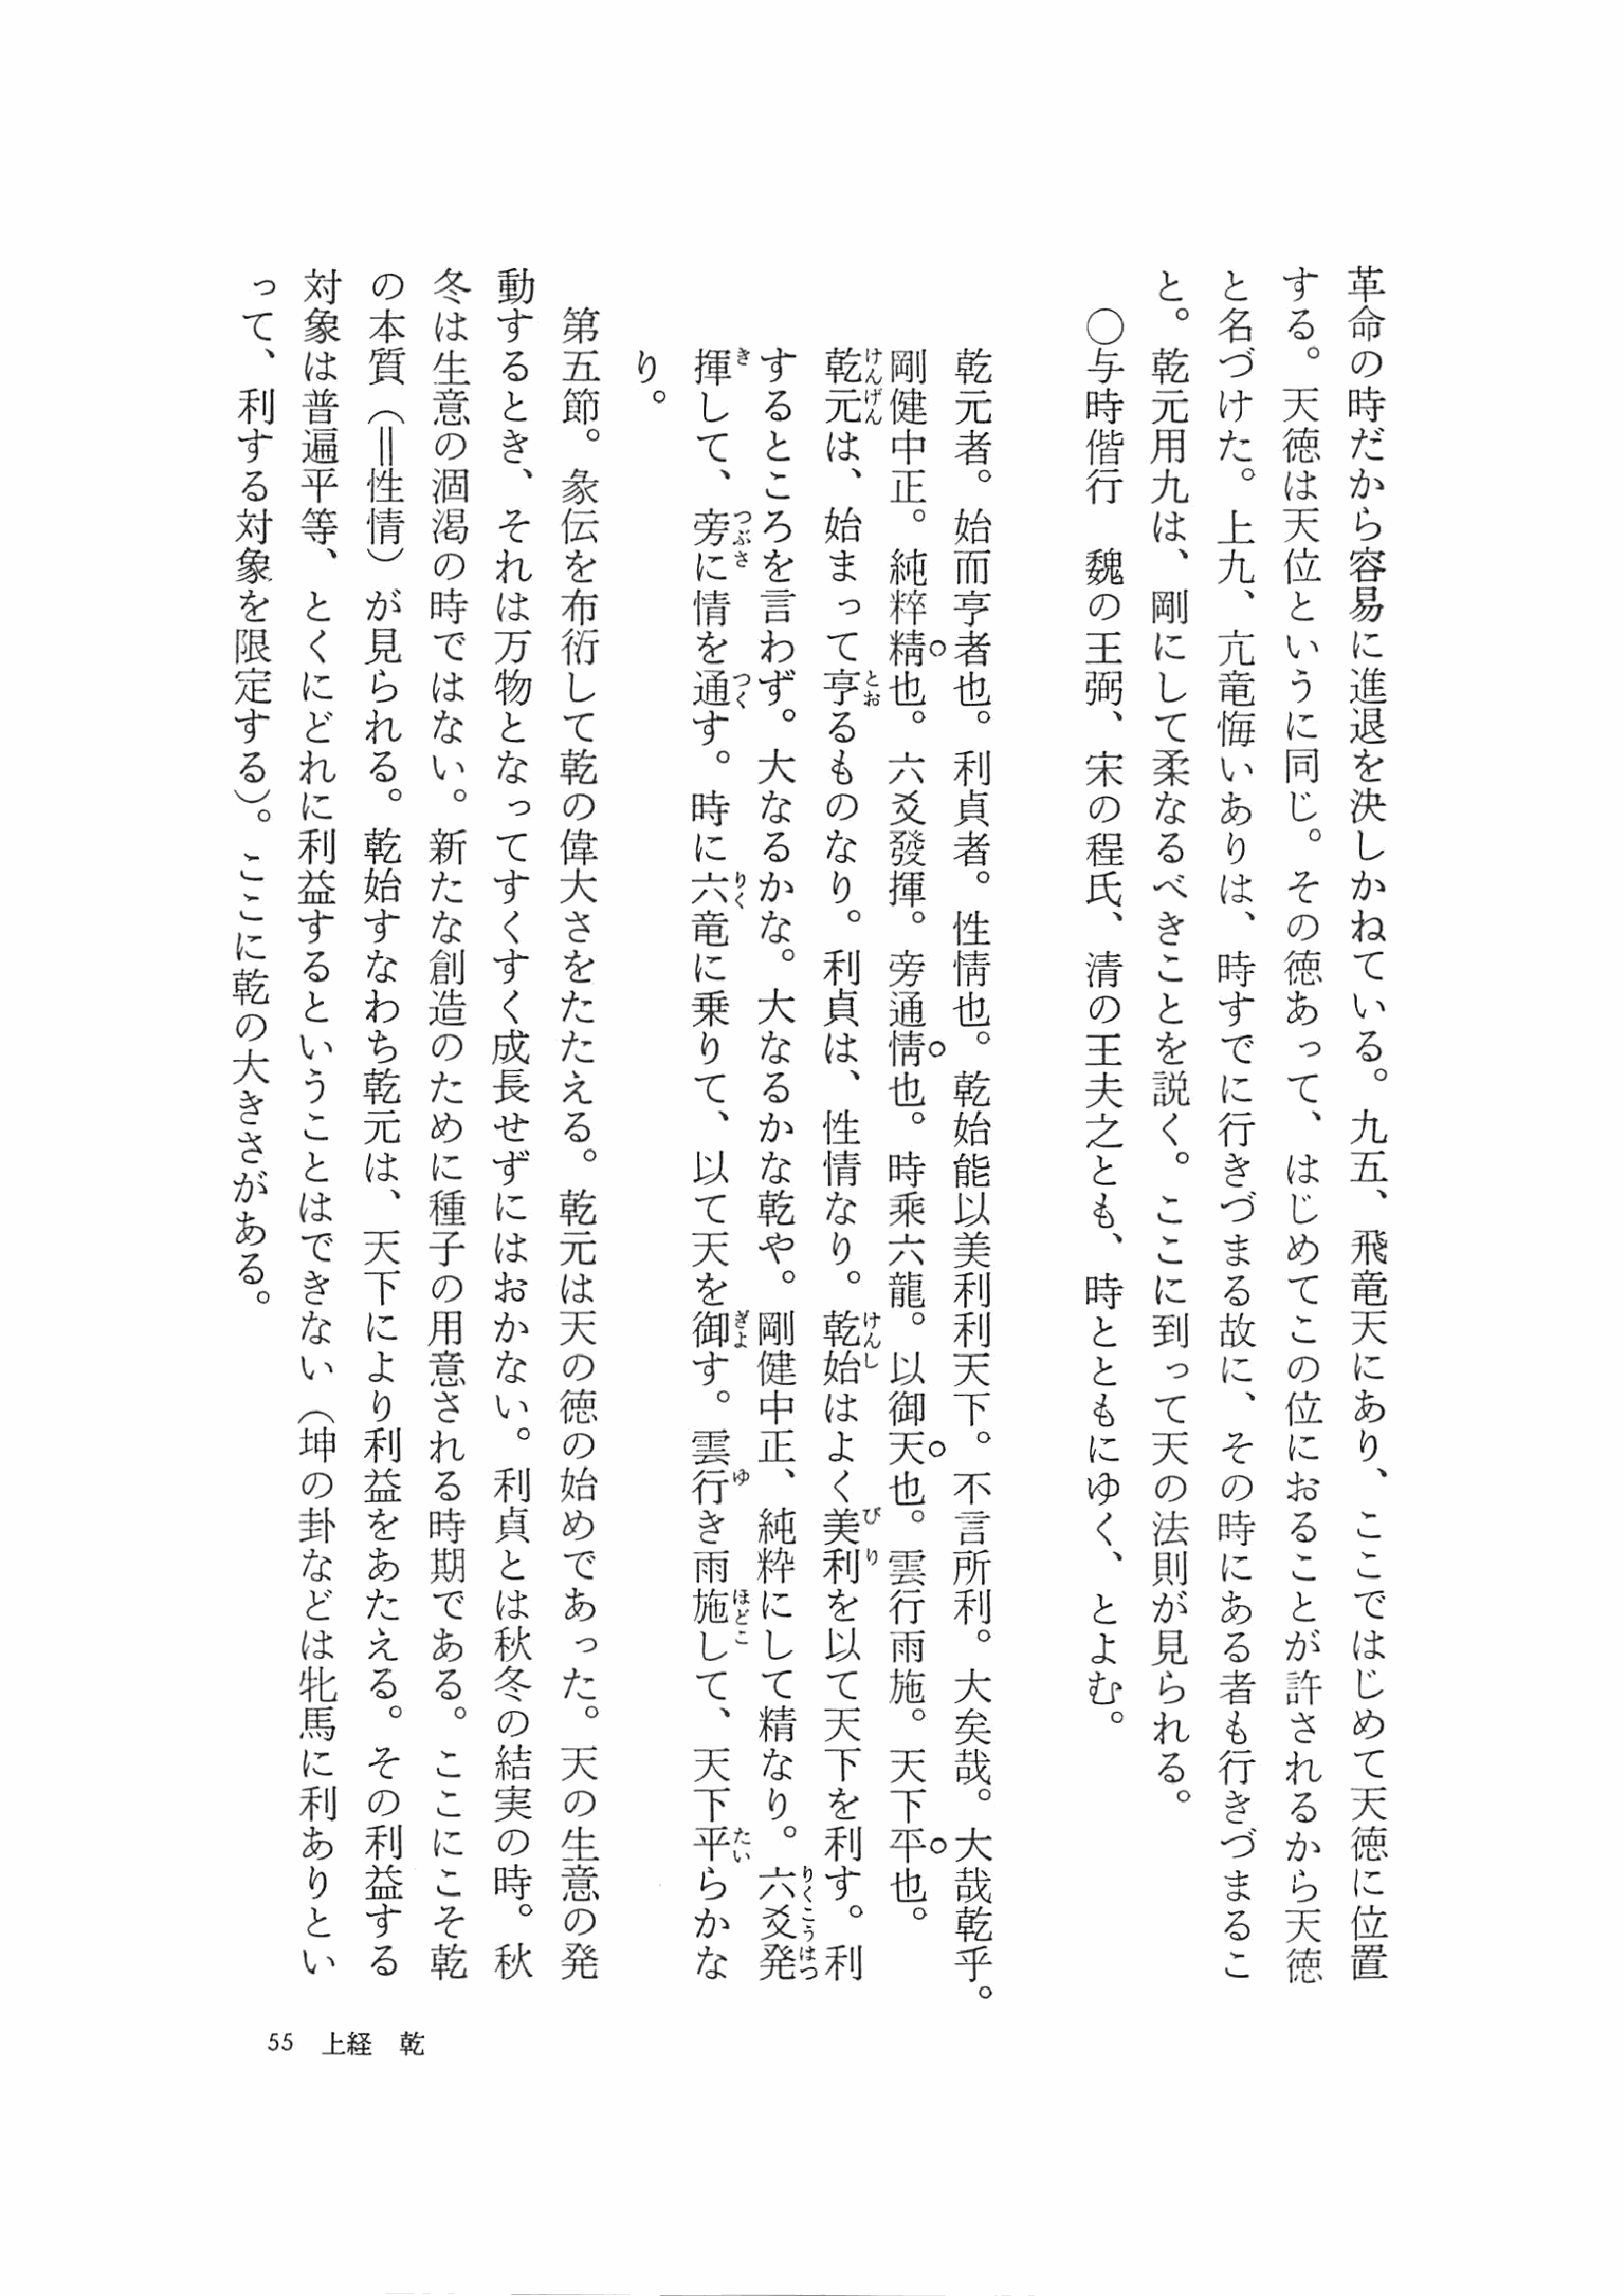 革命の時だから容易に進退を決しかねている。九五、飛竜天にあり、ここではじめて天徳に位置
する。天徳は天位というに同じ。その徳あって、はじめてこの位におることが許されるから天徳
と名づけた。上九、亢竜悔いありは、時すでに行きづまる故に、その時にある者も行きづまるこ
と。乾元用九は、剛にして柔なるべきことを説く。ここに到って天の法則が見られる。
〇与時偕行　魏の王弼、宋の程氏、清の王夫之とも、時とともにゆく、とよむ。
乾元者。始而亨者也。利貞者。性情也。乾始能以美利利天下。不言所利。大矣哉。大哉乾乎。
剛健中正。純粹精也。六爻發揮。旁通情也。時乘六龍。以御天也。雲行雨施。天下平也。
乾元は、始まって亨るものなり。利貞は、性情なり。乾始はよく美利を以て天下を利す。利
するところを言わず。大なるかな。大なるかな乾や。剛健中正、純粋にして精なり。六爻発
揮して、旁に情を通す。時に六竜に乗りて、以て天を御す。雲行き雨施して、天下平らかな
り。
第五節。彖伝を布衍して乾の偉大さをたたえる。乾元は天の徳の始めであった。天の生意の発
動するとき、それは万物となってすくすく成長せずにはおかない。利貞とは秋冬の結実の時。秋
冬は生意の涸渇の時ではない。新たな創造のために種子の用意される時期である。ここにこそ乾
の本質（＝性情）が見られる。乾始すなわち乾元は、天下により利益をあたえる。その利益する
対象は普遍平等、とくにどれに利益するということはできない（坤の卦などは牝馬に利ありとい
って、利する対象を限定する）。ここに乾の大きさがある。
55　上経　乾